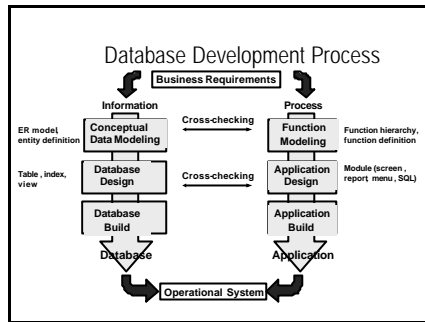 Database Development Process
Business Requirements
Information
Process
Cross-checking
ER model,
entity definition
Conceptual
Data Modeling
Function
Modeling
Function hierarchy,
function definition
Table , index,
view
Database
Design
Cross-checking
Application
Design
Module (screen ,
report, menu , SQL)
Database
Build
Application
Build
Database
Application
Operational System